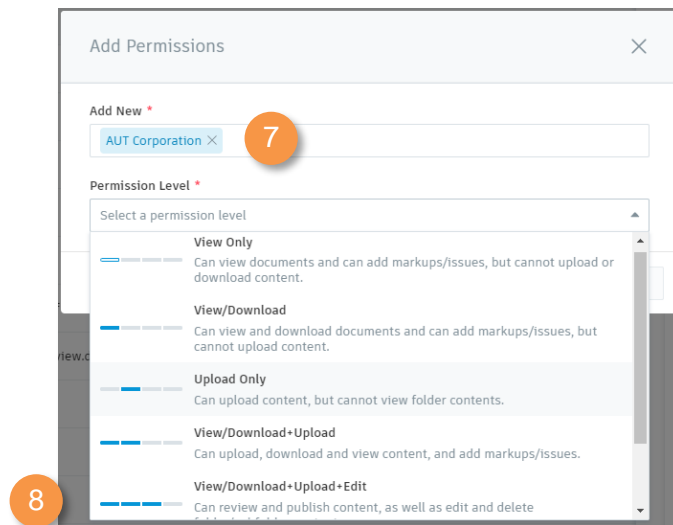 Add Permissions
Add New *
AUT Corporation
7
Permission Level *
Select a permission level
View Only
Can view documents and can add markups/issues, but cannot upload or
download content.
View/Download
Can view and download documents and can add markups/issues, but
cannot upload content.
Upload Only
Can upload content, but cannot view folder contents.
View/Download+Upload
Can upload, download and view content, and add markups/issues.
View/Download+Upload+Edit
8
Can review and publish content, as well as edit and delete